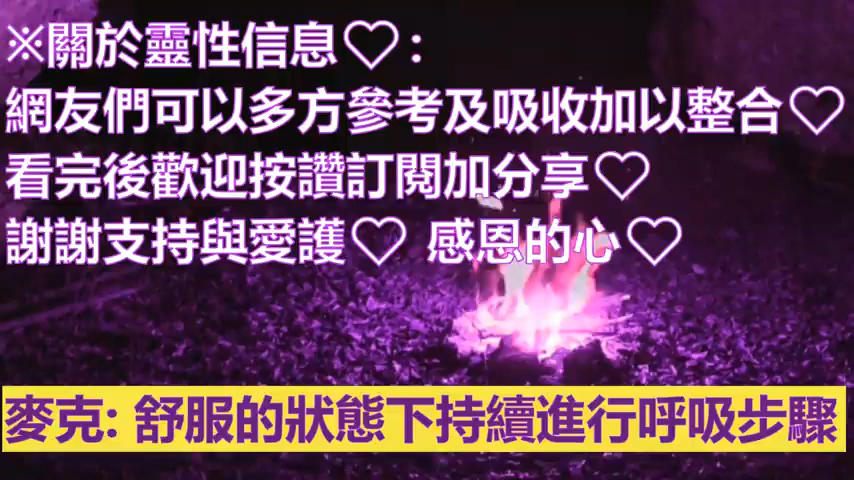 ※關於靈性信息♡:
網友們可以多方參考及吸收加以整合♡
看完後歡迎按讚訂閱加分享♡
謝謝支持與愛護♡ 感恩的心♡
麥克: 舒服的狀態下持續進行呼吸步驟